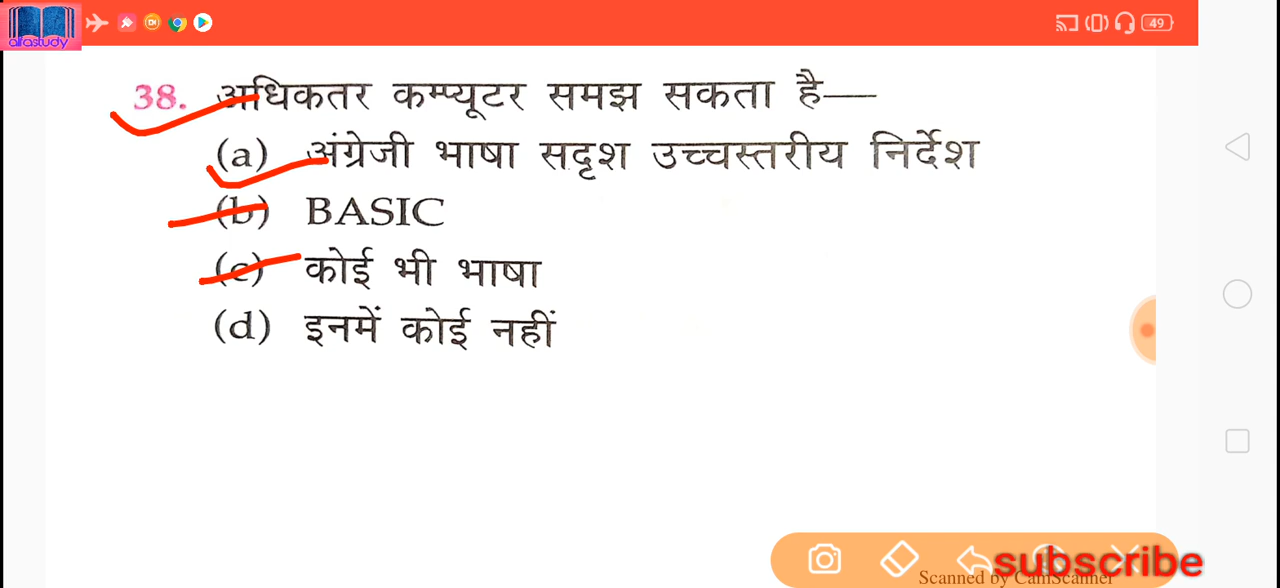 alfastudy
49
38. अधिकतर कम्प्यूटर समझ सकता है—
(a) अंग्रेजी भाषा सदृश उच्चस्तरीय निर्देश
(b) BASIC
(c) कोई भी भाषा
(d) इनमें कोई नहीं
subscribe
Scanned by CamScanner